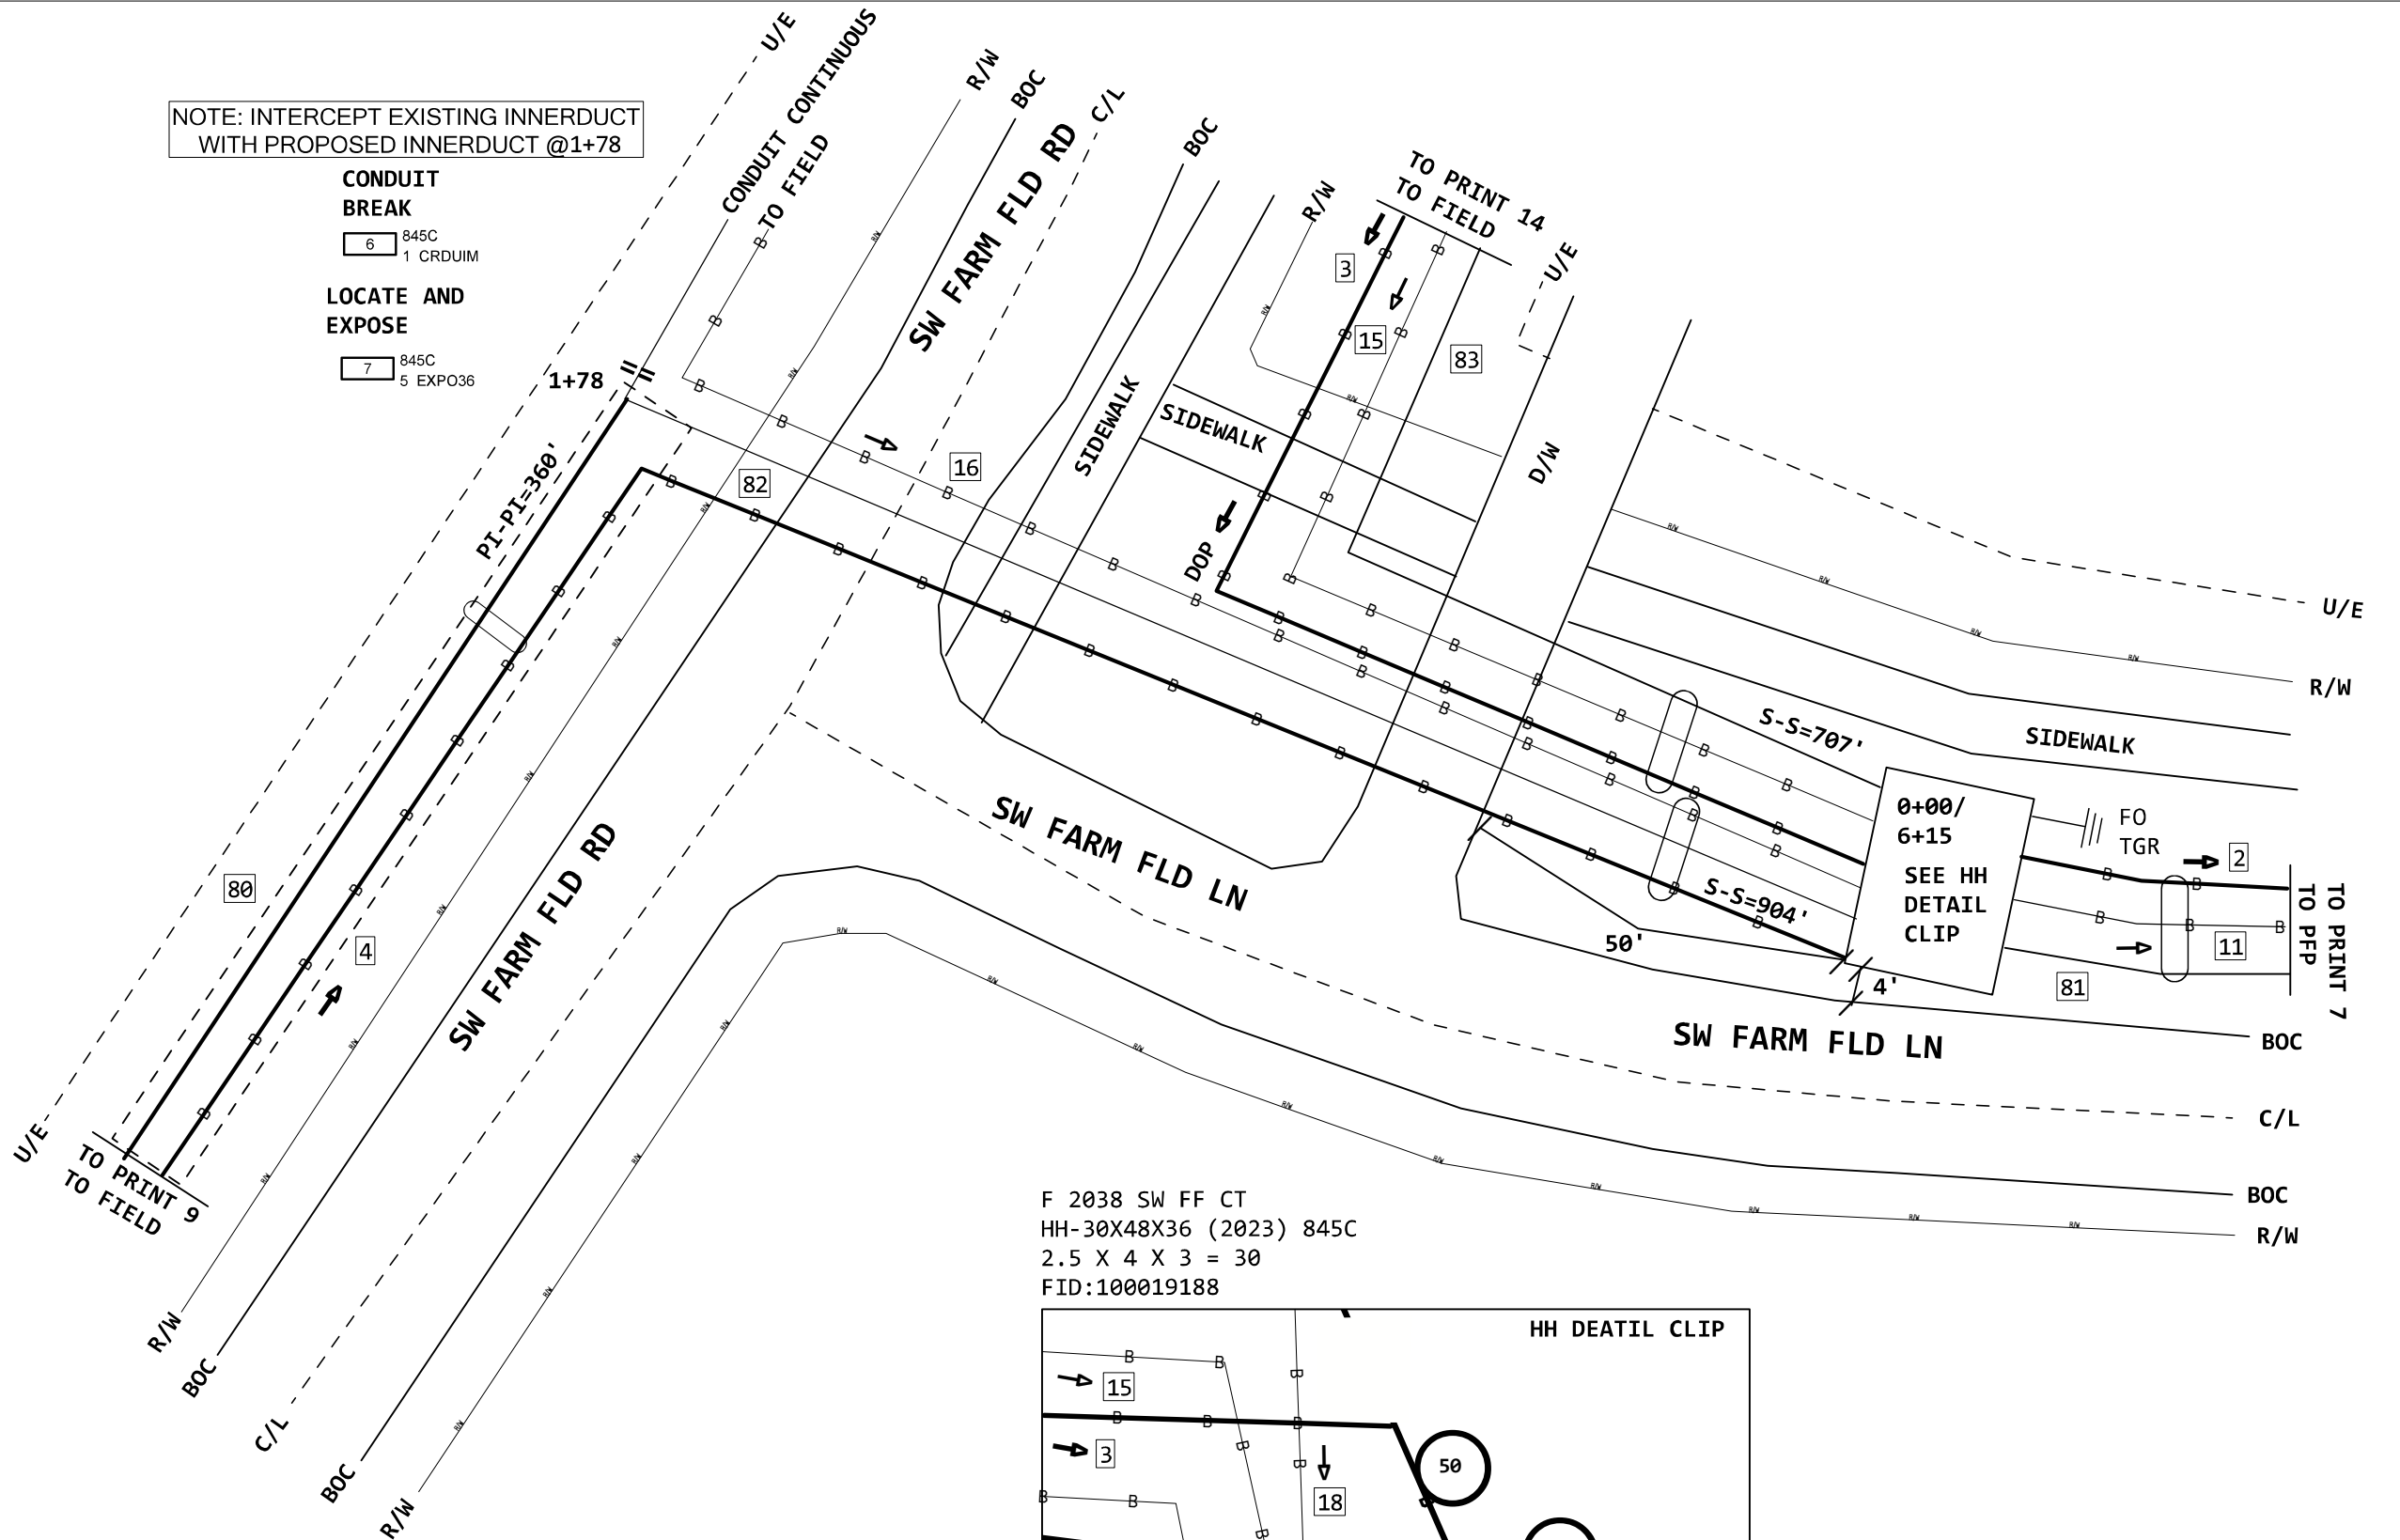 U/E
CONDUIT CONTINUOUS
TO FIELD
R/W
BOC
C/L
SW FARM FLD RD
BOC
NOTE: INTERCEPT EXISTING INNERDUCT
WITH PROPOSED INNERDUCT @1+78
CONDUIT
BREAK
6
845C
1 CRDUIM
LOCATE AND
EXPOSE
7
845C
5 EXPO36
1+78
PI-PI=360'
R/W
TO PRINT 14
TO FIELD
U/E
3
15
83
SIDEWALK
SIDEWALK
D/W
16
82
DOP
U/E
R/W
S-S=707'
SIDEWALK
0+00/
6+15
SEE HH
DETAIL
CLIP
FO
TGR
2
TO PRINT 7
TO PFP
11
81
S-S=904'
50'
4'
SW FARM FLD LN
SW FARM FLD LN
BOC
C/L
BOC
R/W
80
4
SW FARM FLD RD
U/E
TO PRINT 9
TO FIELD
R/W
BOC
C/L
BOC
R/W
F 2038 SW FF CT
HH-30X48X36 (2023) 845C
2.5 X 4 X 3 = 30
FID:100019188
HH DEATIL CLIP
15
3
18
50